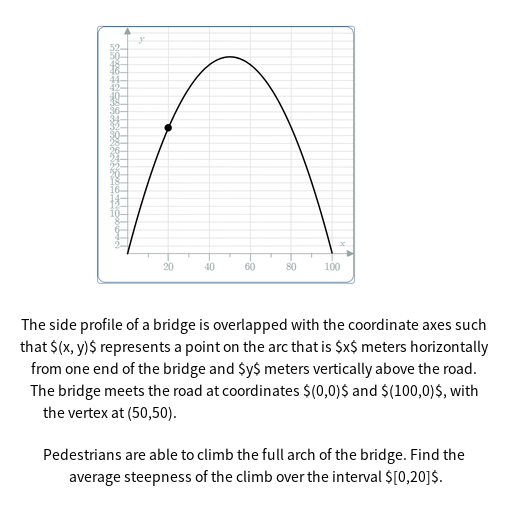 y
52
50
48
46
44
42
40
38
36
34
32
30
28
26
24
22
20
18
16
14
12
10
8
6
4
2
x
20 40 60 80 100
The side profile of a bridge is overlapped with the coordinate axes such
that $(x, y)$ represents a point on the arc that is $x$ meters horizontally
from one end of the bridge and $y$ meters vertically above the road.
The bridge meets the road at coordinates $(0,0)$ and $(100,0)$, with
the vertex at (50,50).
Pedestrians are able to climb the full arch of the bridge. Find the
average steepness of the climb over the interval $[0,20]$.